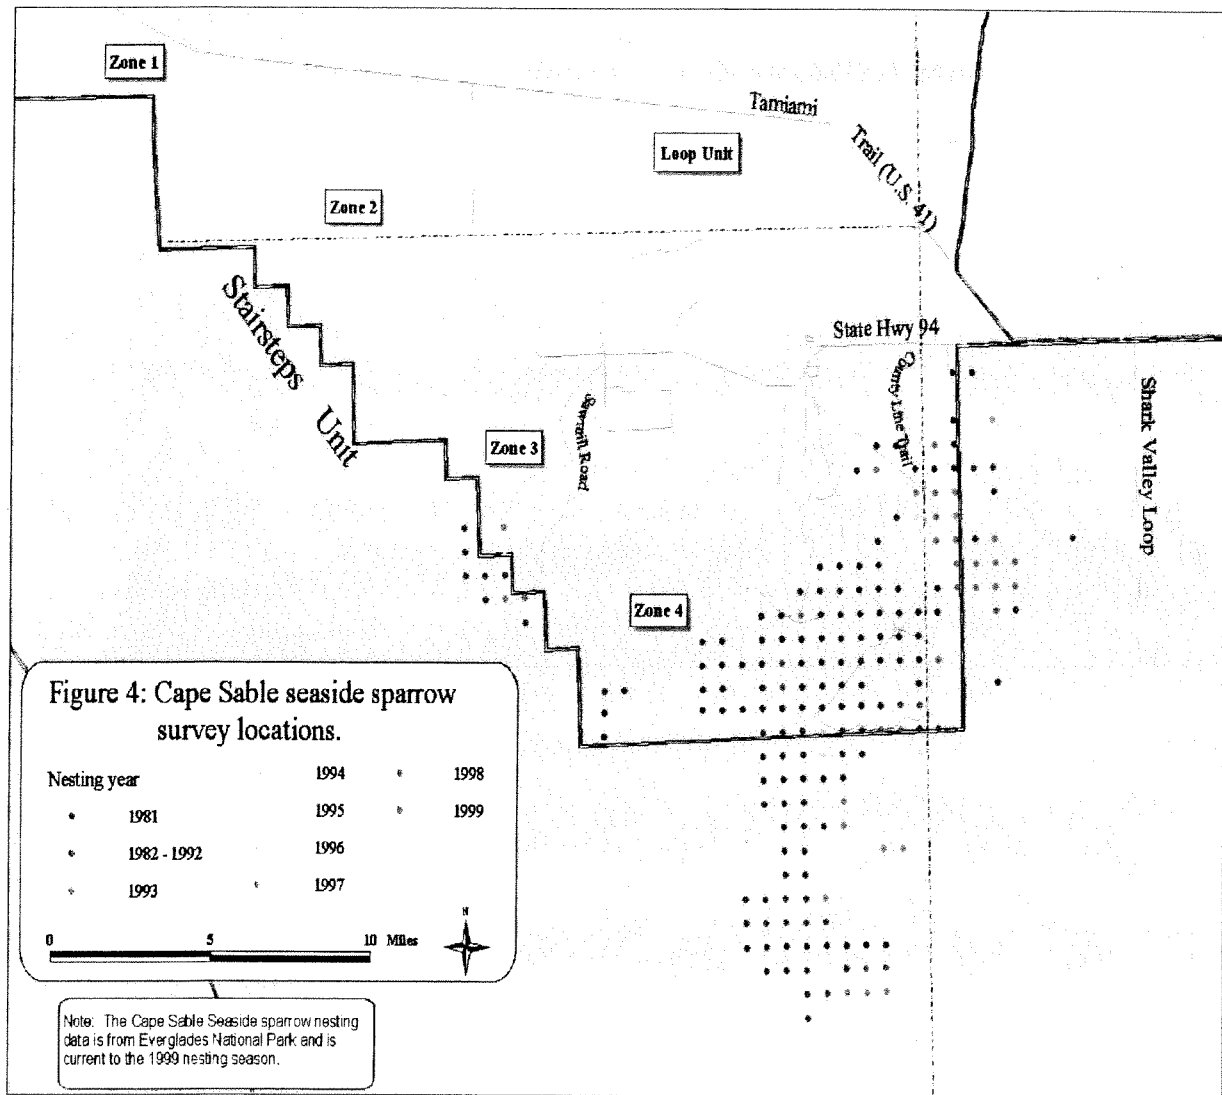 Zone 1
Tamiami
Loop Unit
Trail (U.S. 41)
Zone 2
Stairsteps
Unit
State Hwy 94
County Line Trail
Sawmill Road
Shark Valley Loop
Zone 3
Zone 4
Figure 4: Cape Sable seaside sparrow
survey locations.
Nesting year
1981
1982 - 1992
1993
1994
1995
1996
1997
1998
1999
0 5 10 Miles
N
Note: The Cape Sable Seaside sparrow nesting
data is from Everglades National Park and is
current to the 1999 nesting season.